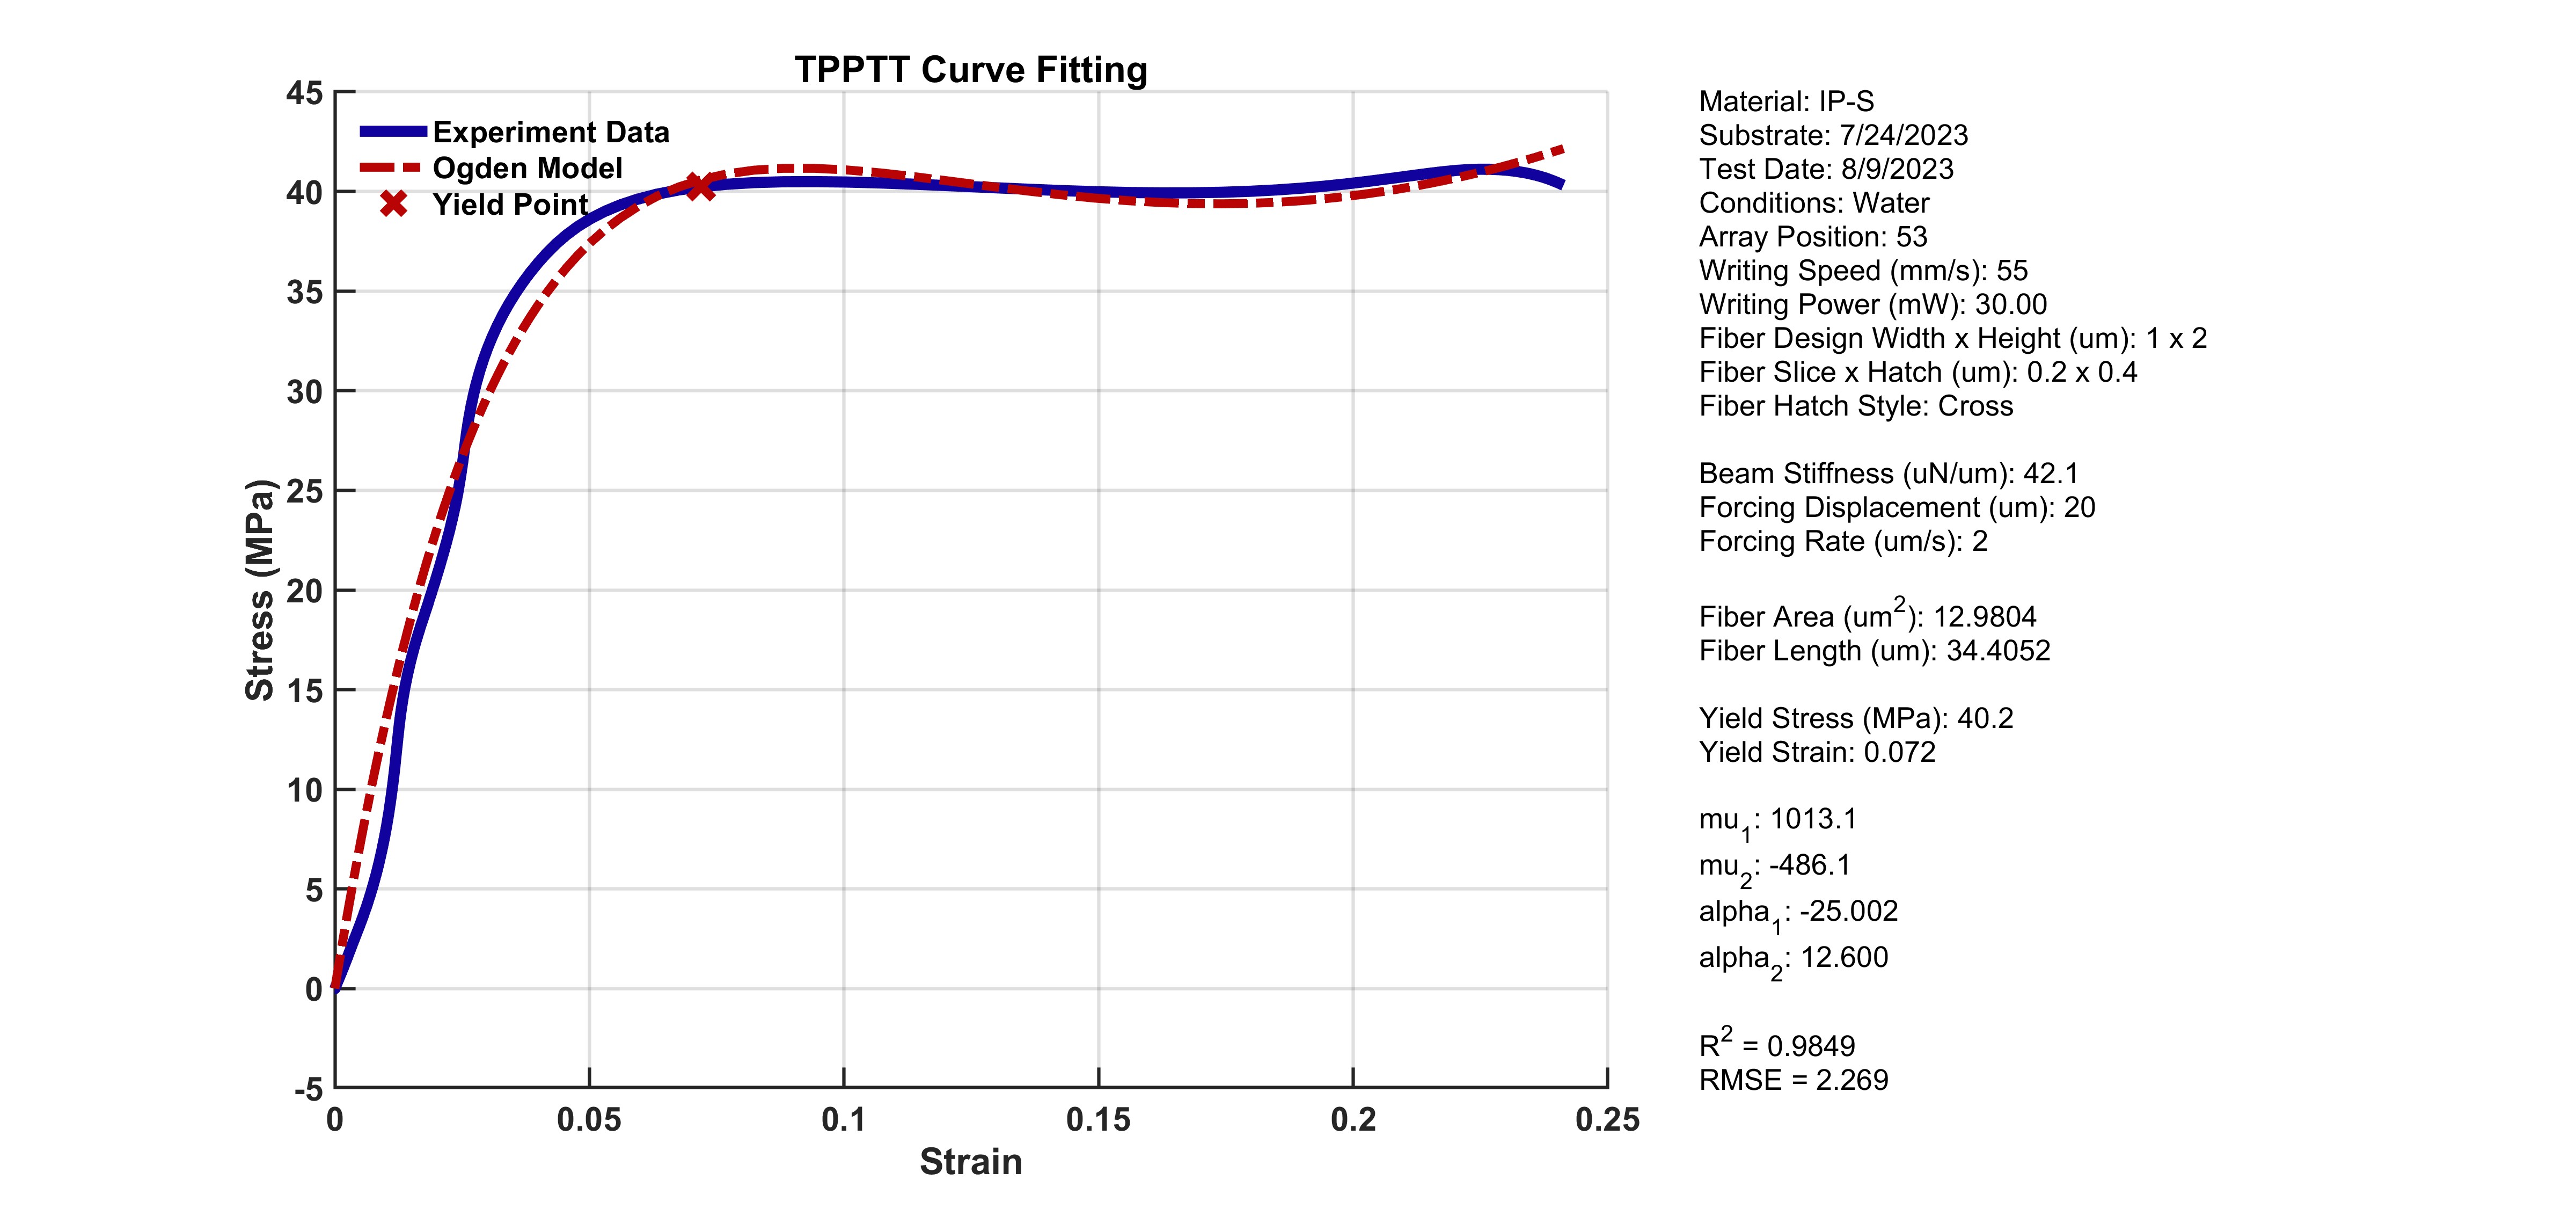 TPPTT Curve Fitting
45
40
35
30
25
20
15
10
5
0
-5
Stress (MPa)
Experiment Data
Ogden Model
Yield Point
0
0.05
0.1
0.15
0.2
0.25
Strain
Material: IP-S
Substrate: 7/24/2023
Test Date: 8/9/2023
Conditions: Water
Array Position: 53
Writing Speed (mm/s): 55
Writing Power (mW): 30.00
Fiber Design Width x Height (um): 1 x 2
Fiber Slice x Hatch (um): 0.2 x 0.4
Fiber Hatch Style: Cross
Beam Stiffness (uN/um): 42.1
Forcing Displacement (um): 20
Forcing Rate (um/s): 2
Fiber Area (um²): 12.9804
Fiber Length (um): 34.4052
Yield Stress (MPa): 40.2
Yield Strain: 0.072
mu₁: 1013.1
mu₂: -486.1
alpha₁: -25.002
alpha₂: 12.600
R² = 0.9849
RMSE = 2.269